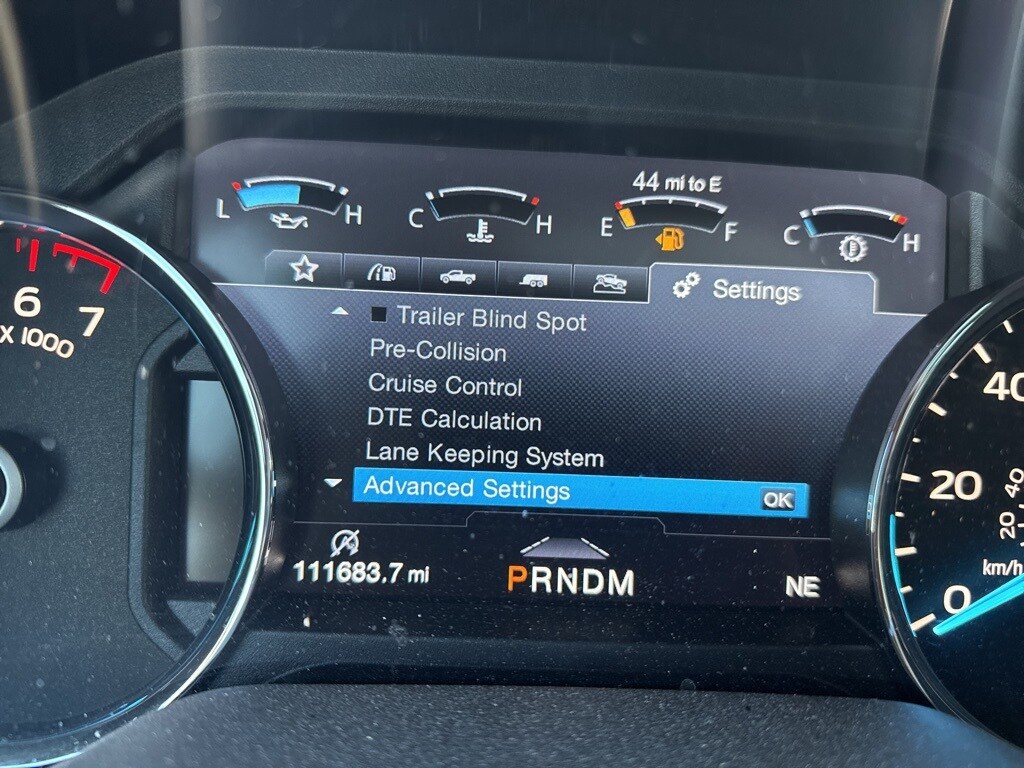 44 mi to E
L H
C H
E F
C H
Settings
Trailer Blind Spot
Pre-Collision
Cruise Control
DTE Calculation
Lane Keeping System
Advanced Settings OK
111683.7 mi
PRNDM
NE
6 7
X 1000
40
20
0
40
20
km/h